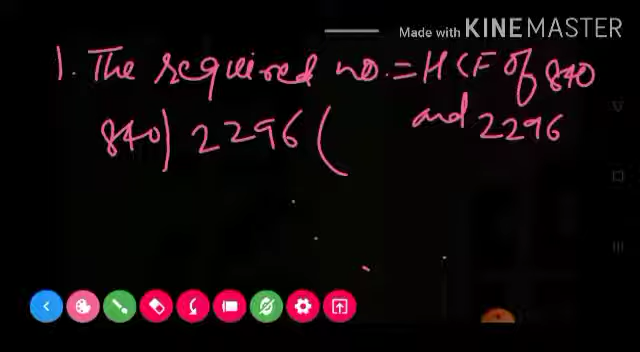 Made with KINEMASTER
1. The required no. = HCF of 840
and 2296
840) 2296 (